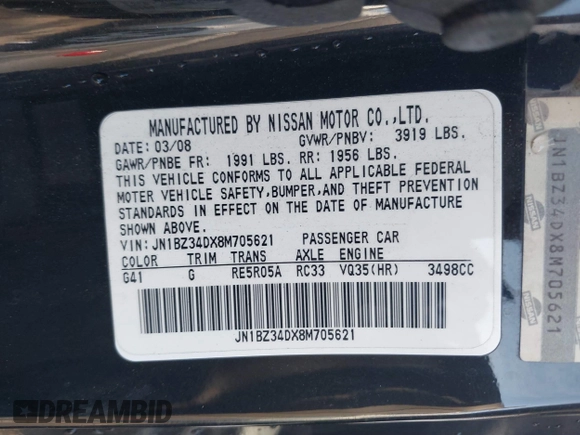 MANUFACTURED BY NISSAN MOTOR CO.,LTD.
DATE: 03/08 GVWR/PNBV: 3919 LBS.
GAWR/PNBE FR: 1991 LBS. RR: 1956 LBS.
THIS VEHICLE CONFORMS TO ALL APPLICABLE FEDERAL
MOTOR VEHICLE SAFETY,BUMPER,AND THEFT PREVENTION
STANDARDS IN EFFECT ON THE DATE OF MANUFACTURE
SHOWN ABOVE.
VIN: JN1BZ34DX8M705621 PASSENGER CAR
COLOR TRIM TRANS AXLE ENGINE
G41 G RE5R05A RC33 VQ35(HR) 3498CC
JN1BZ34DX8M705621
JN1BZ34DX8M705621
NISSAN
NISSAN
DREAMBID